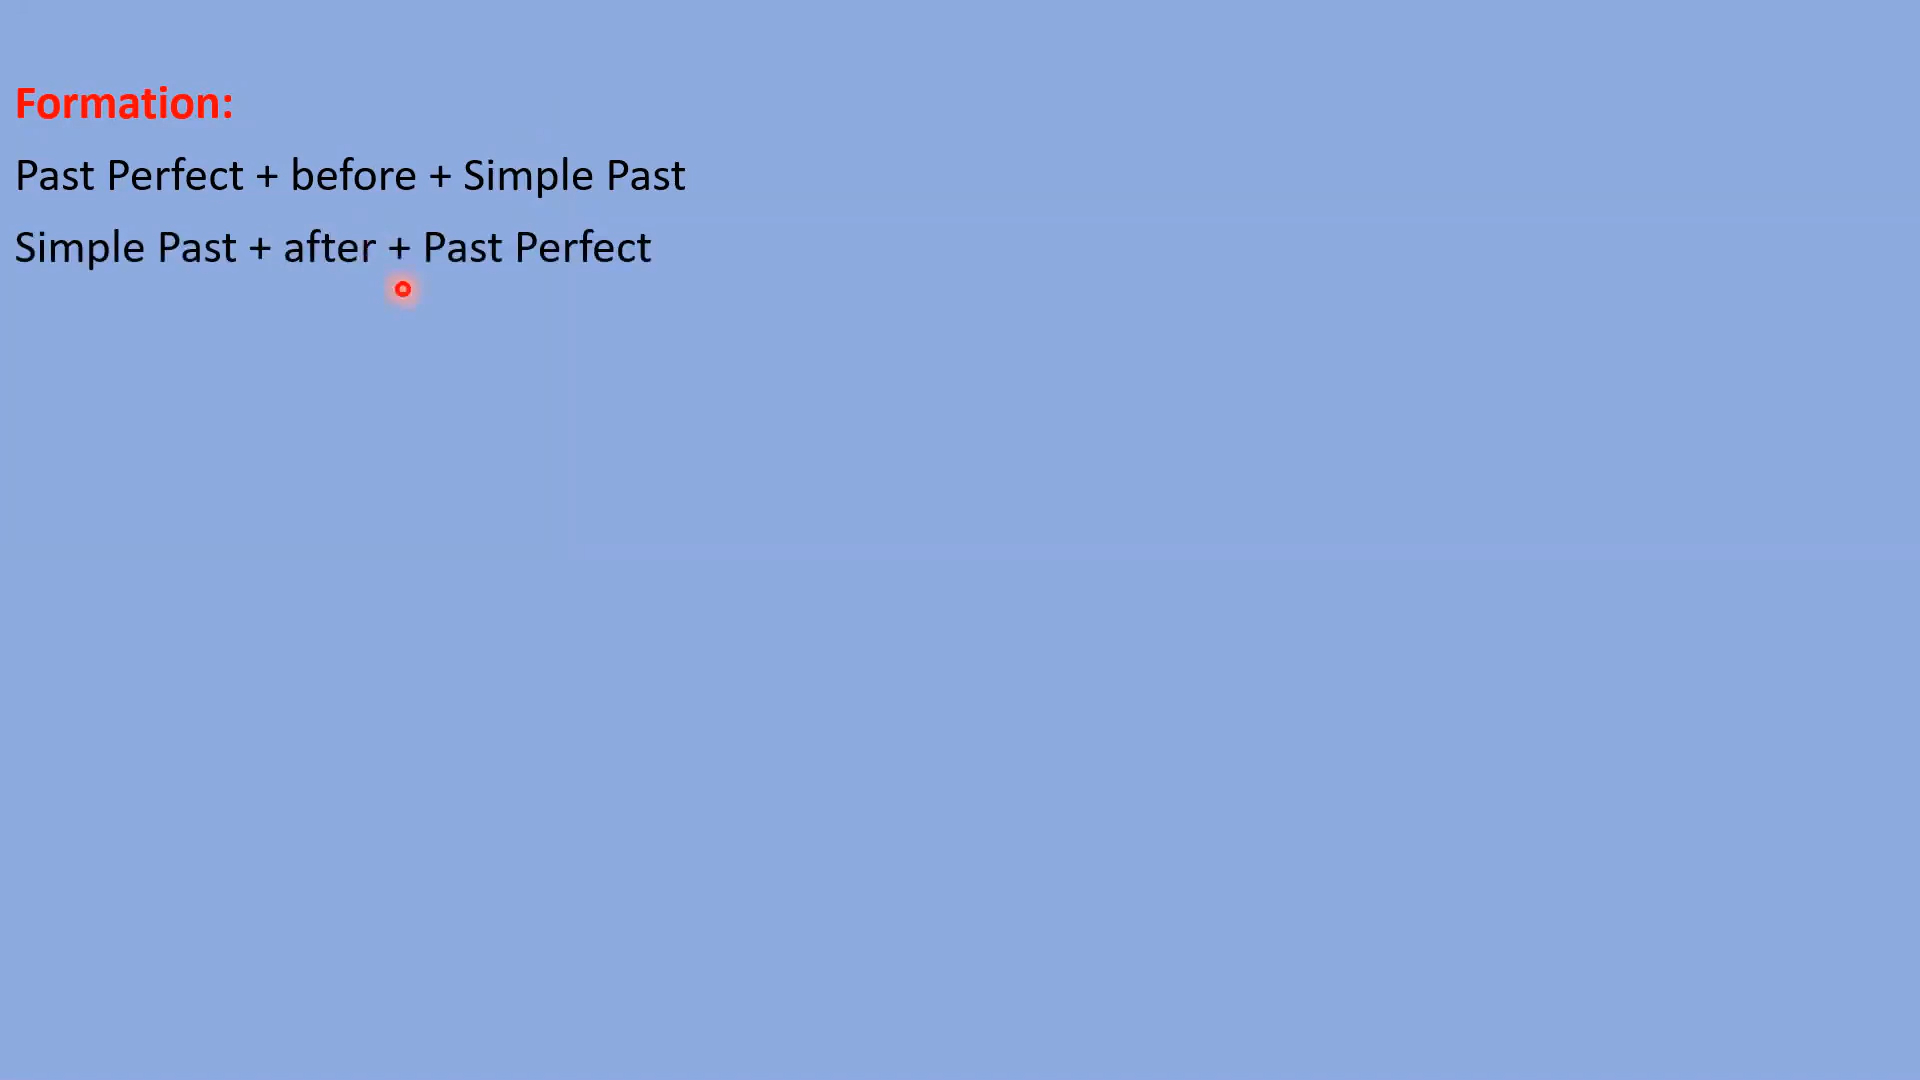 Formation:
Past Perfect + before + Simple Past
Simple Past + after + Past Perfect